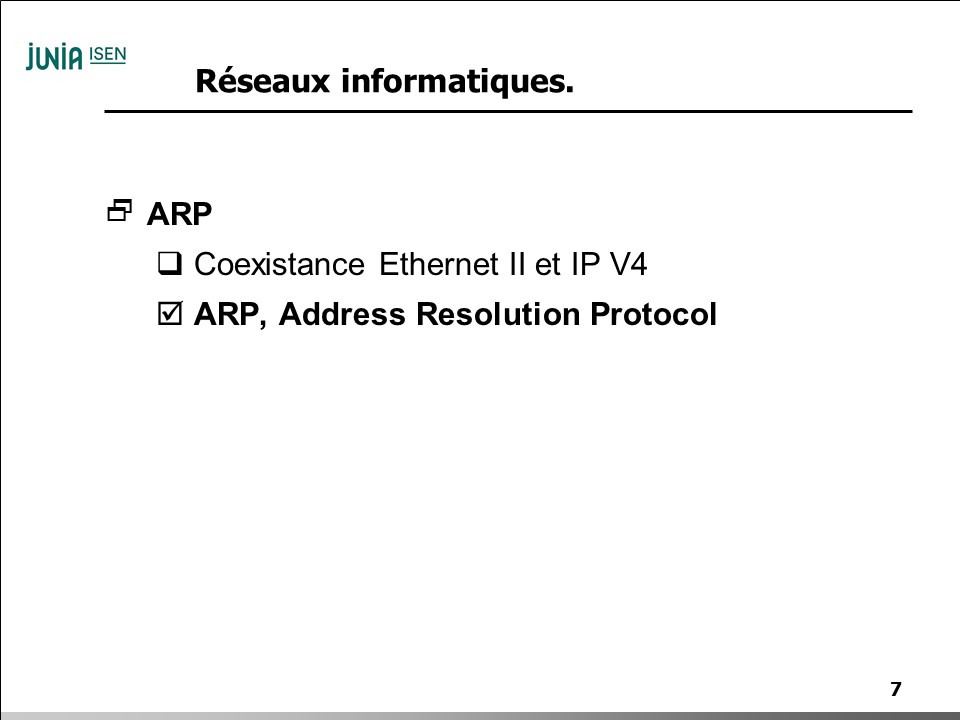 JUNIA ISEN
Réseaux informatiques.
ARP
Coexistance Ethernet II et IP V4
ARP, Address Resolution Protocol
7